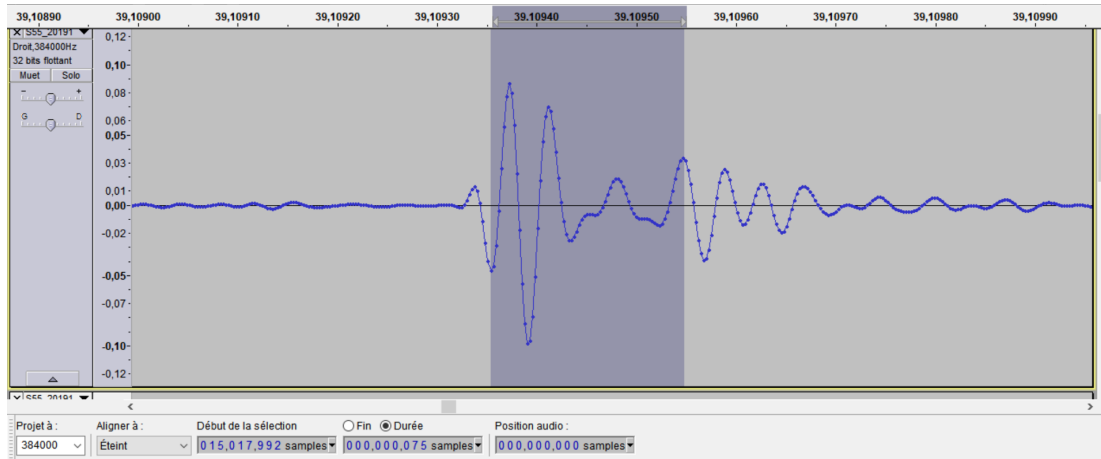 39,10890 39,10900 39,10910 39,10920 39,10930 39,10940 39,10950 39,10960 39,10970 39,10980 39,10990
S55_20191
Droit,384000Hz
32 bits flottant
Muet Solo
- +
G D
0,12
0,10
0,08
0,06
0,05
0,03
0,01
0,00
-0,02
-0,05
-0,07
-0,10
-0,12
S55_20191
Projet à : Aligner à : Début de la sélection Fin Durée Position audio :
384000 Éteint 015,017,992 samples 000,000,075 samples 000,000,000 samples